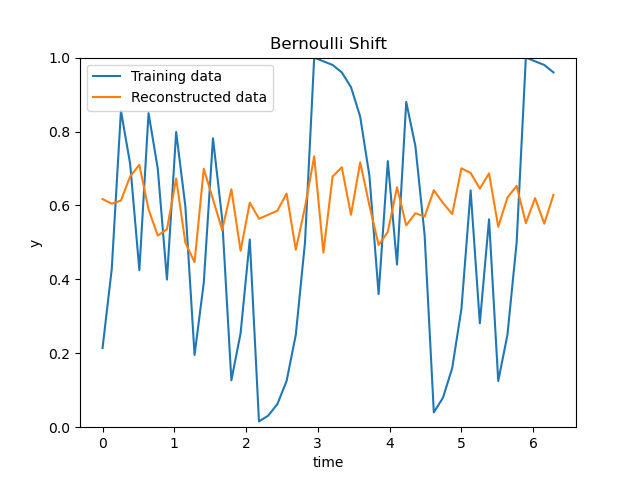 Bernoulli Shift
Training data
Reconstructed data
1.0
0.8
0.6
0.4
0.2
0.0
y
0 1 2 3 4 5 6
time